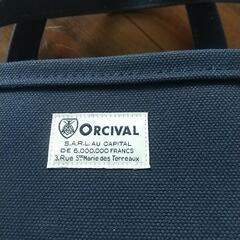 ORCIVAL
S.A.R.L. AU CAPITAL
DE 6.000.000 FRANCS
3.Rue Ste Marie des Terreaux